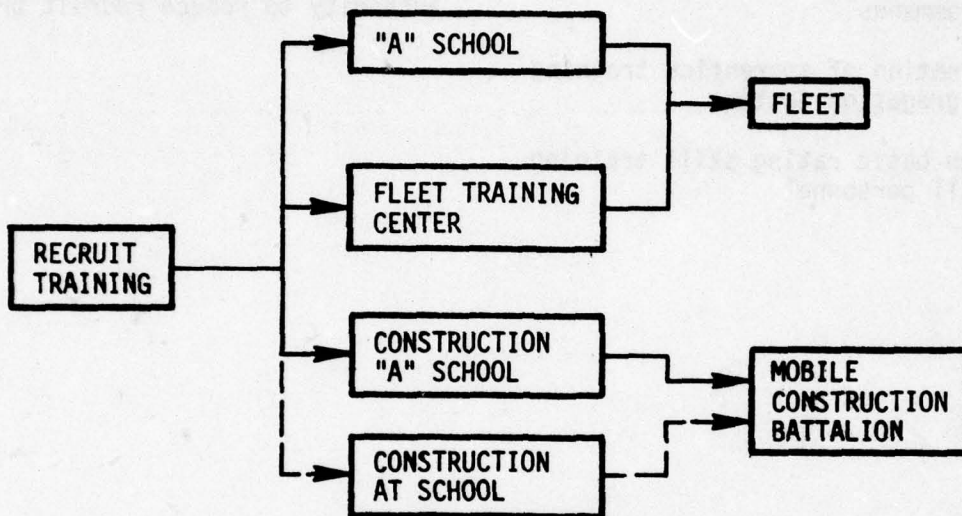 "A" SCHOOL
FLEET
FLEET TRAINING
CENTER
RECRUIT
TRAINING
CONSTRUCTION
"A" SCHOOL
MOBILE
CONSTRUCTION
BATTALION
CONSTRUCTION
AT SCHOOL